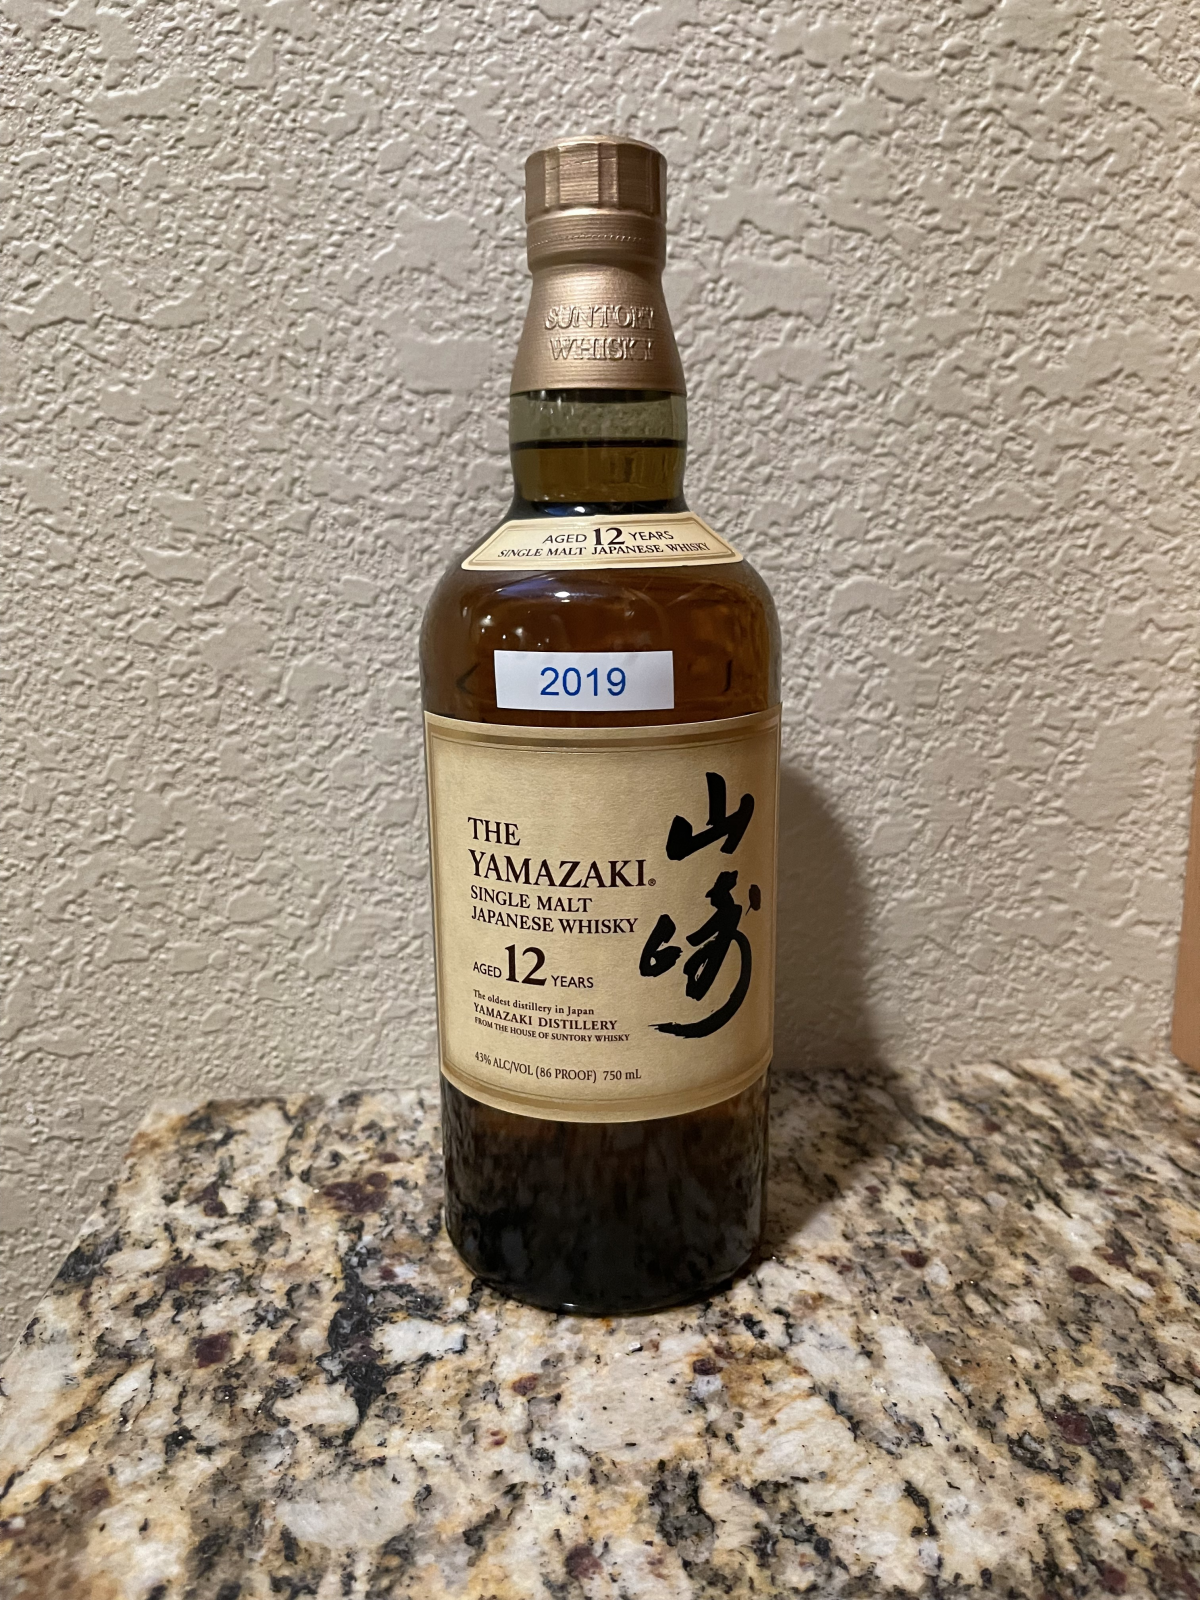 SUNTORY
WHISKY
AGED 12 YEARS
SINGLE MALT JAPANESE WHISKY
2019
THE
YAMAZAKI®
SINGLE MALT
JAPANESE WHISKY
AGED 12 YEARS
The oldest distillery in Japan
YAMAZAKI DISTILLERY
FROM THE HOUSE OF SUNTORY WHISKY
43% ALC/VOL (86 PROOF) 750 mL
山崎